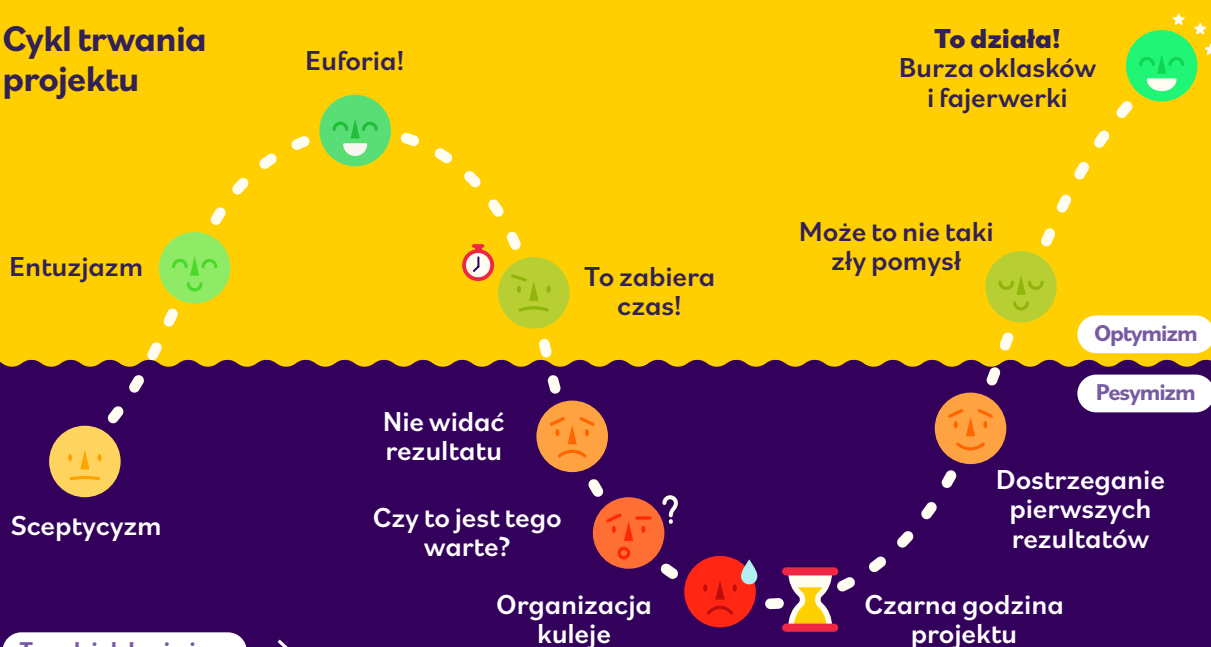 Cykl trwania
projektu
Euforia!
To działa!
Burza oklasków
i fajerwerki
Entuzjazm
To zabiera
czas!
Może to nie taki
zły pomysł
Optymizm
Pesymizm
Sceptycyzm
Nie widać
rezultatu
Czy to jest tego
warte?
?
Organizacja
kuleje
Czarna godzina
projektu
Dostrzeganie
pierwszych
rezultatów